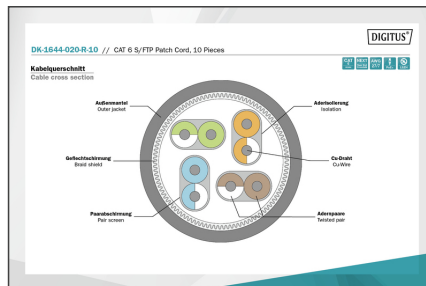 DIGITUS®
DK-1644-020-R-10 // CAT 6 S/FTP Patch Cord, 10 Pieces
Kabelquerschnitt
Cable cross section
Außenmantel
Outer jacket
Aderisolierung
Isolation
Geflechtschirmung
Braid shield
Cu-Draht
Cu-Wire
Paarabschirmung
Pair screen
Adernpaare
Twisted pair